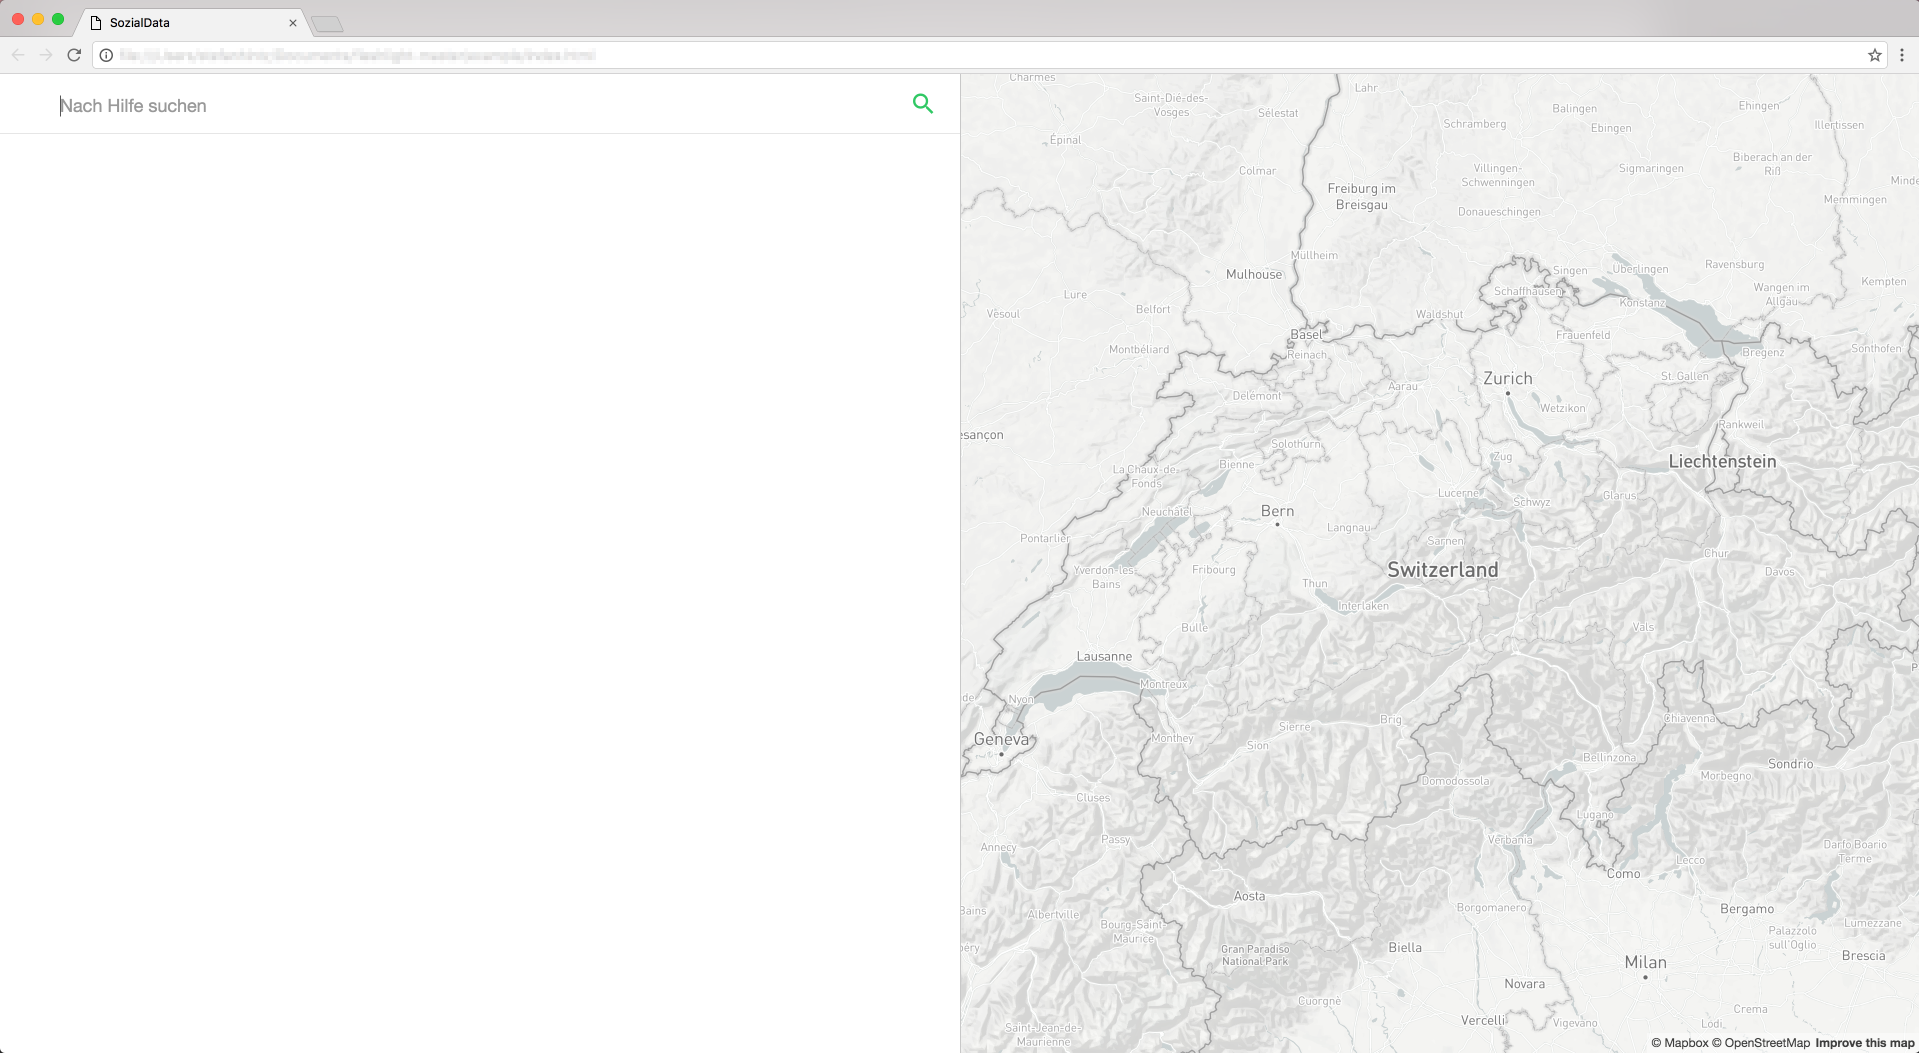 SozialData
Nach Hilfe suchen
Charmes
Saint-Dié-des-
Vosges
Sélestat
Lahr
Balingen
Ehingen
Schramberg
Ebingen
Illertissen
Épinal
Colmar
Villingen-
Schwenningen
Sigmaringen
Biberach an der
Riß
Freiburg im
Breisgau
Donaueschingen
Memmingen
Mulhouse
Müllheim
Singen
Überlingen
Ravensburg
Wangen im
Allgäu
Kempten
Lure
Vesoul
Belfort
Schaffhausen
Konstanz
Waldshut
Montbéliard
Basel
Reinach
Frauenfeld
Bregenz
Sonthofen
Zurich
St. Gallen
Delémont
Aarau
Wetzikon
Rankweil
Solothurn
Liechtenstein
La Chaux-de-
Fonds
Bienne
Zug
Lucerne
Schwyz
Glarus
Neuchâtel
Bern
Langnau
Pontarlier
Sarnen
Chur
Davos
Yverdon-les-
Bains
Fribourg
Switzerland
Thun
Interlaken
Bulle
Vals
Lausanne
Montreux
Nyon
Geneva
Monthey
Sierre
Sion
Brig
Chiavenna
Bellinzona
Morbegno
Sondrio
Domodossola
Cluses
Lugano
Verbania
Annecy
Passy
Lecco
Como
Darfo Boario
Terme
Aosta
Borgomanero
Bergamo
Albertville
Bourg-Saint-
Maurice
Lumezzane
Palazzolo
sull'Oglio
Gran Paradiso
National Park
Biella
Milan
Brescia
Novara
Cuorgnè
Crema
Vercelli
Vigevano
Lodi
Saint-Jean-de-
Maurienne
© Mapbox © OpenStreetMap Improve this map